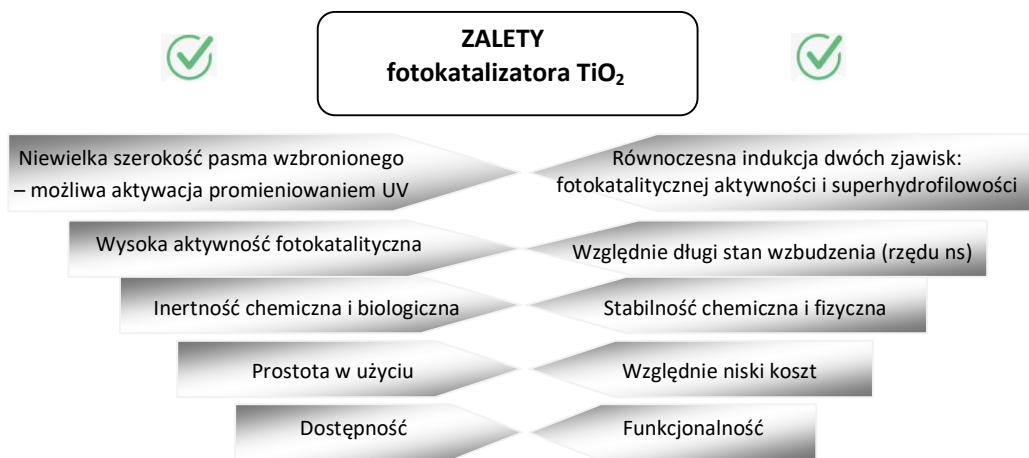 ZALETY
fotokatalizatora TiO₂
Niewielka szerokość pasma wzbronionego
– możliwa aktywacja promieniowaniem UV
Równoczesna indukcja dwóch zjawisk:
fotokatalitycznej aktywności i superhydrofilowości
Wysoka aktywność fotokatalityczna
Względnie długi stan wzbudzenia (rzędu ns)
Inertność chemiczna i biologiczna
Stabilność chemiczna i fizyczna
Prostota w użyciu
Względnie niski koszt
Dostępność
Funkcjonalność